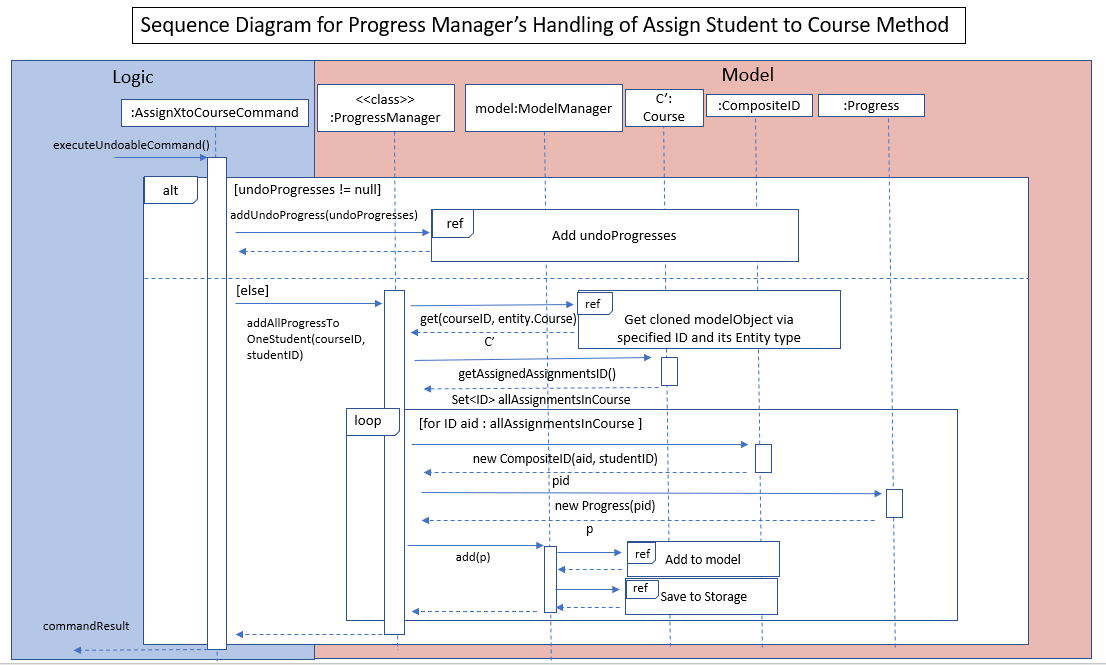 Sequence Diagram for Progress Manager's Handling of Assign Student to Course Method
Logic
Model
:AssignXtoCourseCommand
<<class>>
:ProgressManager
model:ModelManager
C':
Course
:CompositeID
:Progress
executeUndoableCommand()
alt
[undoProgresses != null]
addUndoProgress(undoProgresses)
ref
Add undoProgresses
[else]
addAllProgressTo
OneStudent(courseID,
studentID)
get(courseID, entity.Course)
C'
ref
Get cloned modelObject via
specified ID and its Entity type
getAssignedAssignmentsID()
Set<ID> allAssignmentsInCourse
loop
[for ID aid : allAssignmentsInCourse ]
new CompositeID(aid, studentID)
pid
new Progress(pid)
p
add(p)
ref
Add to model
ref
Save to Storage
commandResult